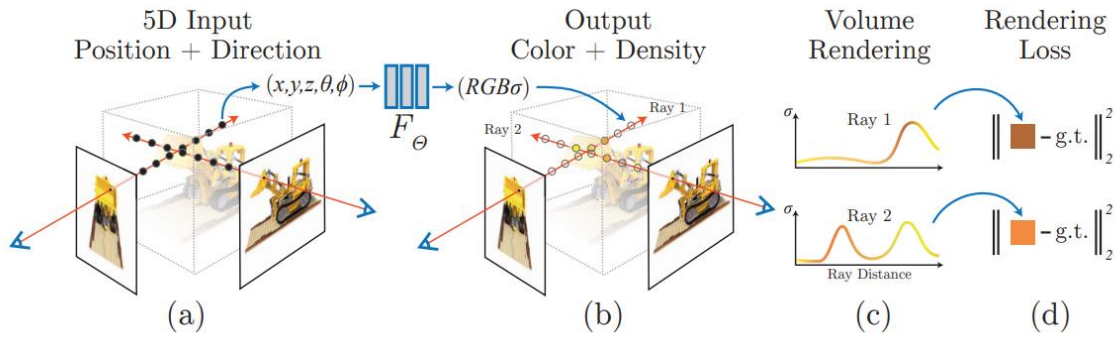 5D Input
Position + Direction
Output
Color + Density
Volume
Rendering
Rendering
Loss
(x,y,z,θ,ϕ)
F_Θ
(RGBσ)
Ray 1
Ray 2
σ
Ray 1
‖ − g.t. ‖²₂
σ
Ray 2
Ray Distance
‖ − g.t. ‖²₂
(a)
(b)
(c)
(d)